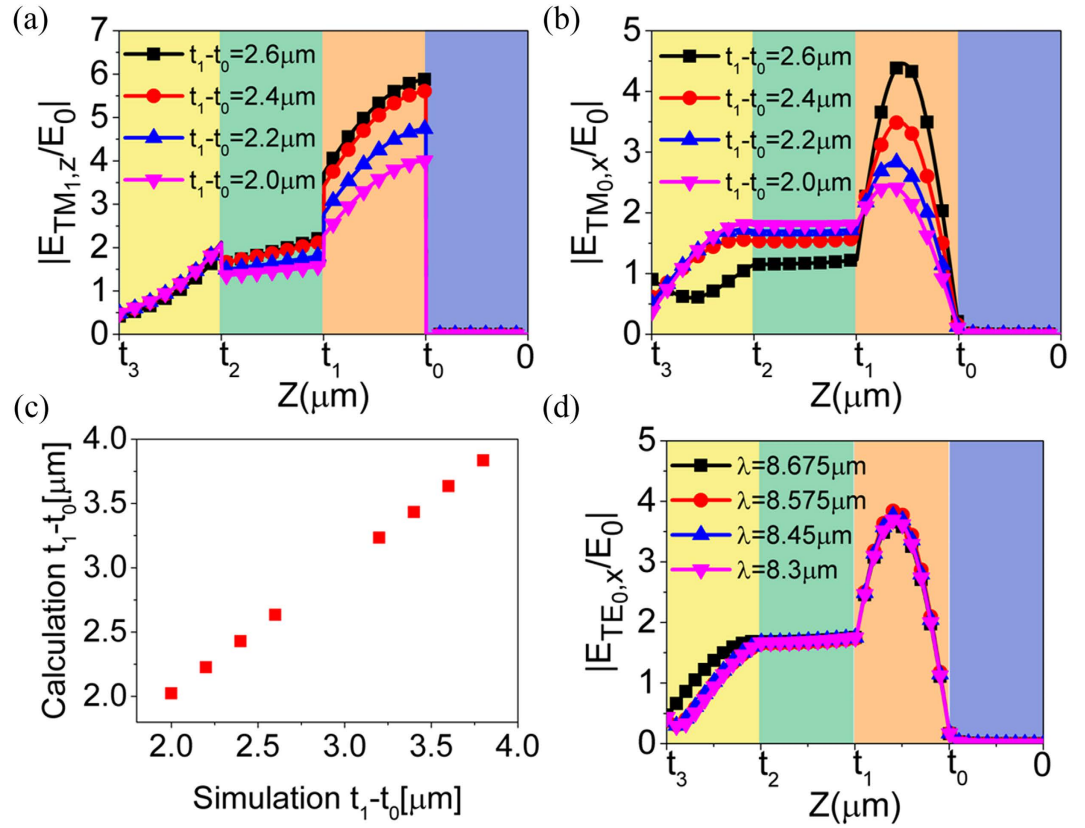 (a)
7
6
5
4
3
2
1
0
|E_TM₁,z/E₀|
t₁-t₀=2.6μm
t₁-t₀=2.4μm
t₁-t₀=2.2μm
t₁-t₀=2.0μm
t₃ t₂ t₁ t₀ 0
Z(μm)
(b)
5
4
3
2
1
0
|E_TM₀,x/E₀|
t₁-t₀=2.6μm
t₁-t₀=2.4μm
t₁-t₀=2.2μm
t₁-t₀=2.0μm
t₃ t₂ t₁ t₀ 0
Z(μm)
(c)
4.0
3.5
3.0
2.5
2.0
Calculation t₁-t₀[μm]
2.0 2.5 3.0 3.5 4.0
Simulation t₁-t₀[μm]
(d)
5
4
3
2
1
0
|E_TE₀,x/E₀|
λ=8.675μm
λ=8.575μm
λ=8.45μm
λ=8.3μm
t₃ t₂ t₁ t₀ 0
Z(μm)